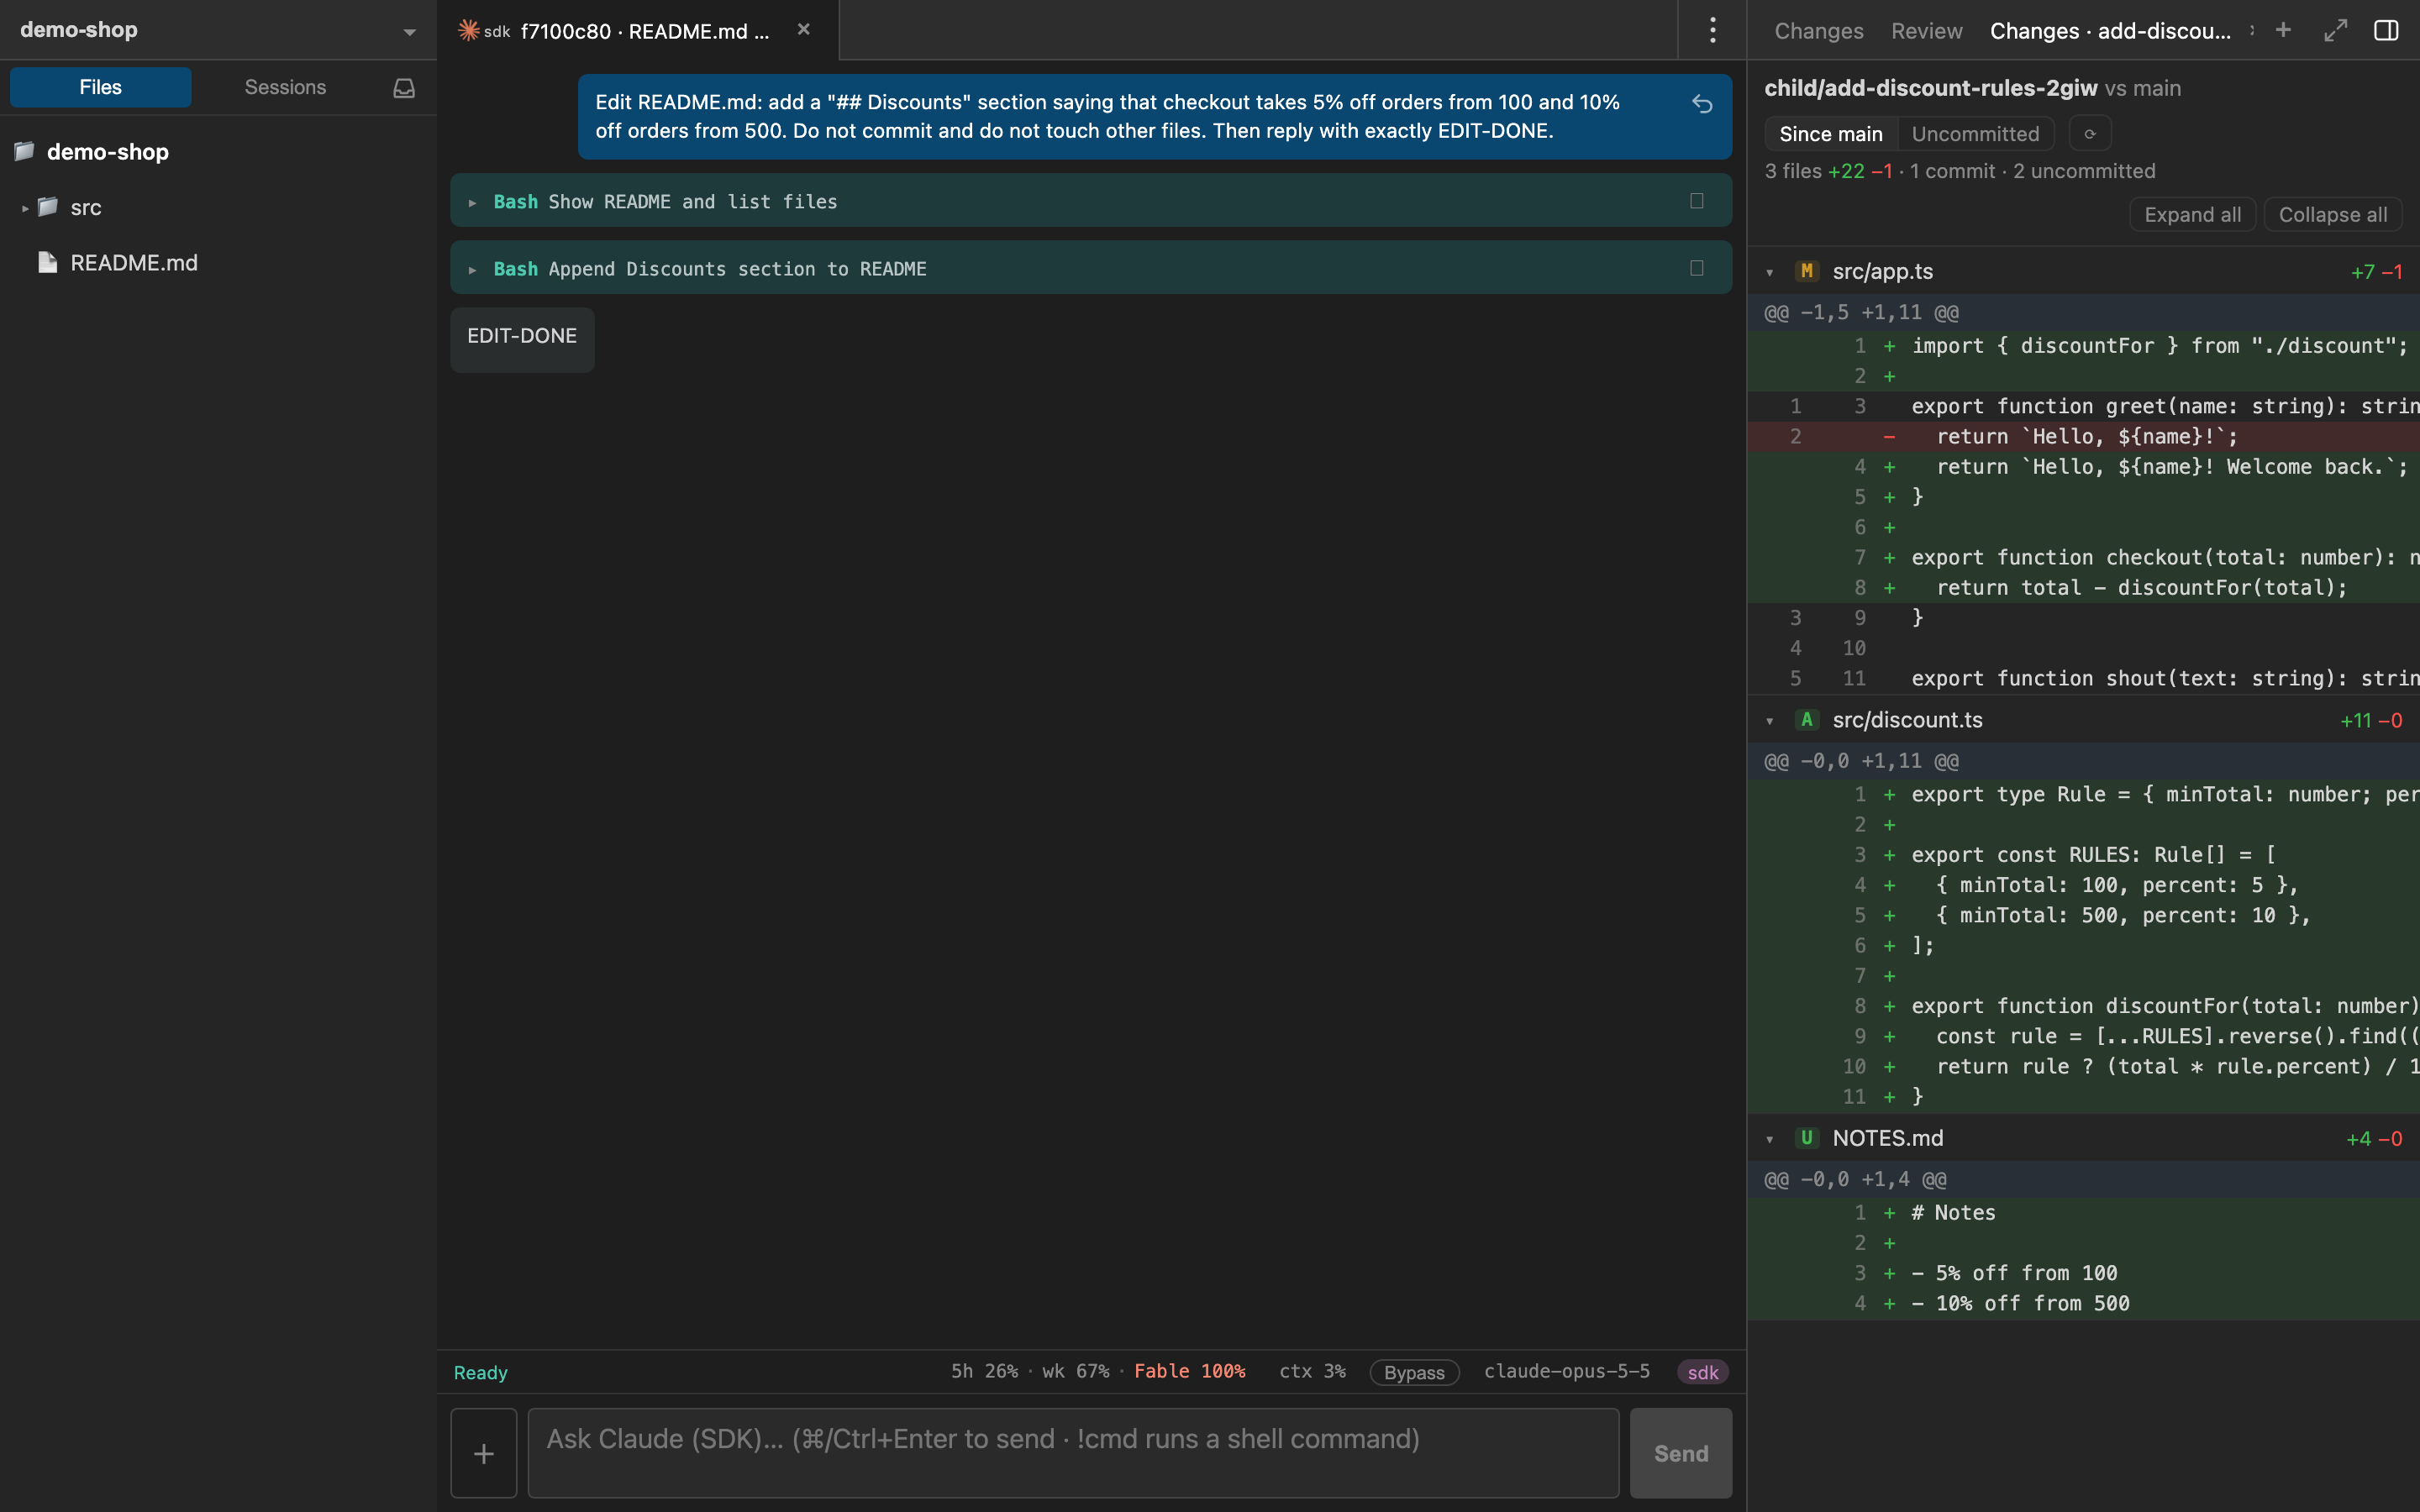 demo-shop
Files
Sessions
demo-shop
src
README.md
sdk f7100c80 · README.md ...
Edit README.md: add a "## Discounts" section saying that checkout takes 5% off orders from 100 and 10%
off orders from 500. Do not commit and do not touch other files. Then reply with exactly EDIT-DONE.
Bash Show README and list files
Bash Append Discounts section to README
EDIT-DONE
Ready
5h 26% · wk 67% · Fable 100% ctx 3% Bypass claude-opus-5-5 sdk
+
Ask Claude (SDK)... (⌘/Ctrl+Enter to send · !cmd runs a shell command)
Send
Changes Review Changes · add-discou... +
child/add-discount-rules-2giw vs main
Since main Uncommitted
3 files +22 −1 · 1 commit · 2 uncommitted
Expand all Collapse all
M src/app.ts +7 −1
@@ −1,5 +1,11 @@
1 + import { discountFor } from "./discount";
2 +
1 3 export function greet(name: string): strin
2 − return `Hello, ${name}!`;
4 + return `Hello, ${name}! Welcome back.`;
5 + }
6 +
7 + export function checkout(total: number): n
8 + return total − discountFor(total);
3 9 }
4 10
5 11 export function shout(text: string): strin
A src/discount.ts +11 −0
@@ −0,0 +1,11 @@
1 + export type Rule = { minTotal: number; per
2 +
3 + export const RULES: Rule[] = [
4 + { minTotal: 100, percent: 5 },
5 + { minTotal: 500, percent: 10 },
6 + ];
7 +
8 + export function discountFor(total: number)
9 + const rule = [...RULES].reverse().find((
10 + return rule ? (total * rule.percent) / 1
11 + }
U NOTES.md +4 −0
@@ −0,0 +1,4 @@
1 + # Notes
2 +
3 + − 5% off from 100
4 + − 10% off from 500